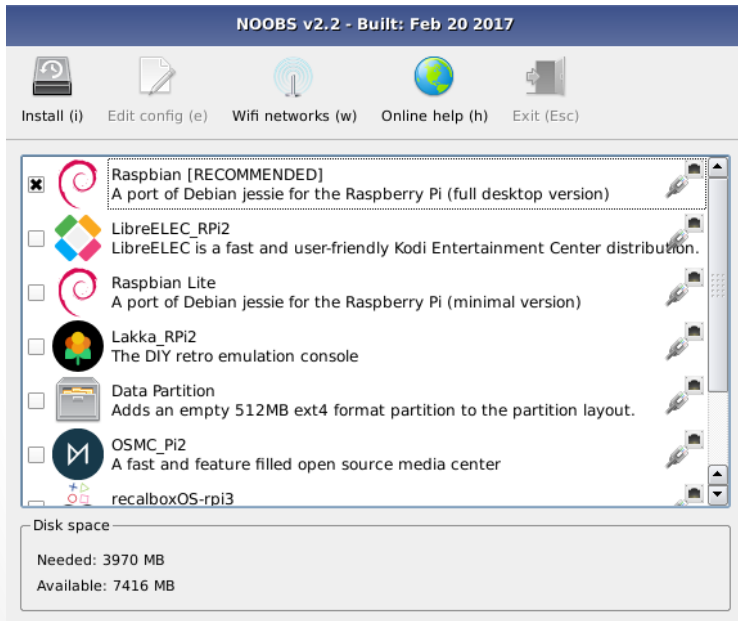 NOOBS v2.2 - Built: Feb 20 2017
Install (i) Edit config (e) Wifi networks (w) Online help (h) Exit (Esc)
Raspbian [RECOMMENDED]
A port of Debian jessie for the Raspberry Pi (full desktop version)
LibreELEC_RPi2
LibreELEC is a fast and user-friendly Kodi Entertainment Center distribution.
Raspbian Lite
A port of Debian jessie for the Raspberry Pi (minimal version)
Lakka_RPi2
The DIY retro emulation console
Data Partition
Adds an empty 512MB ext4 format partition to the partition layout.
OSMC_Pi2
A fast and feature filled open source media center
recalboxOS-rpi3
Disk space
Needed: 3970 MB
Available: 7416 MB